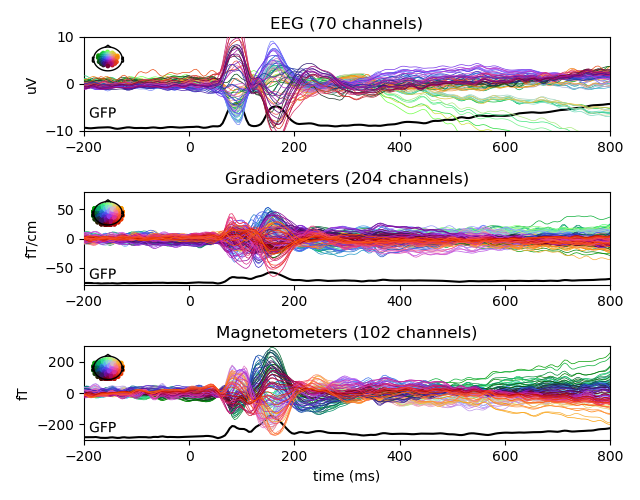 EEG (70 channels)
10
0
−10
uV
GFP
−200 0 200 400 600 800
Gradiometers (204 channels)
50
0
−50
fT/cm
GFP
−200 0 200 400 600 800
Magnetometers (102 channels)
200
0
−200
fT
GFP
−200 0 200 400 600 800
time (ms)